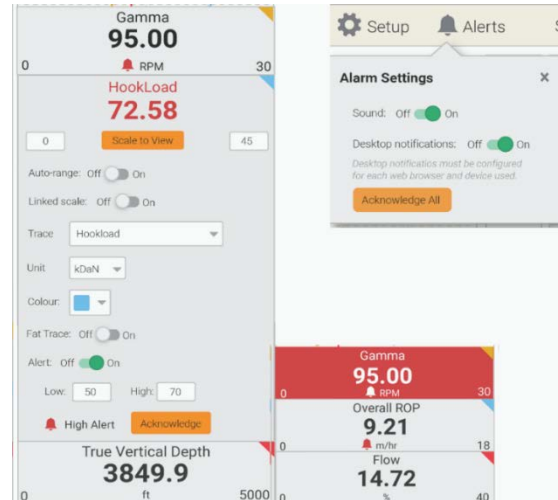 Gamma
95.00
0 RPM 30
HookLoad
72.58
0 Scale to View 45
Auto-range: Off On
Linked scale: Off On
Trace Hookload
Unit kDaN
Colour:
Fat Trace: Off On
Alert: Off On
Low: 50 High: 70
High Alert Acknowledge
True Vertical Depth
3849.9
0 ft 5000
Setup Alerts S
Alarm Settings x
Sound: Off On
Desktop notifications: Off On
Desktop notificatios must be configured
for each web browser and device used.
Acknowledge All
Gamma
95.00
0 RPM 30
Overall ROP
9.21
0 m/hr 18
Flow
14.72
0 % 40